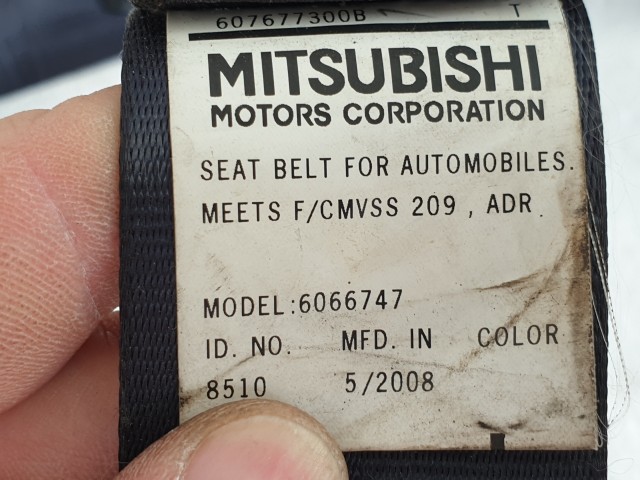 607677300B T
MITSUBISHI
MOTORS CORPORATION
SEAT BELT FOR AUTOMOBILES.
MEETS F/CMVSS 209 , ADR
MODEL:6066747
ID. NO. MFD. IN COLOR
8510 5/2008